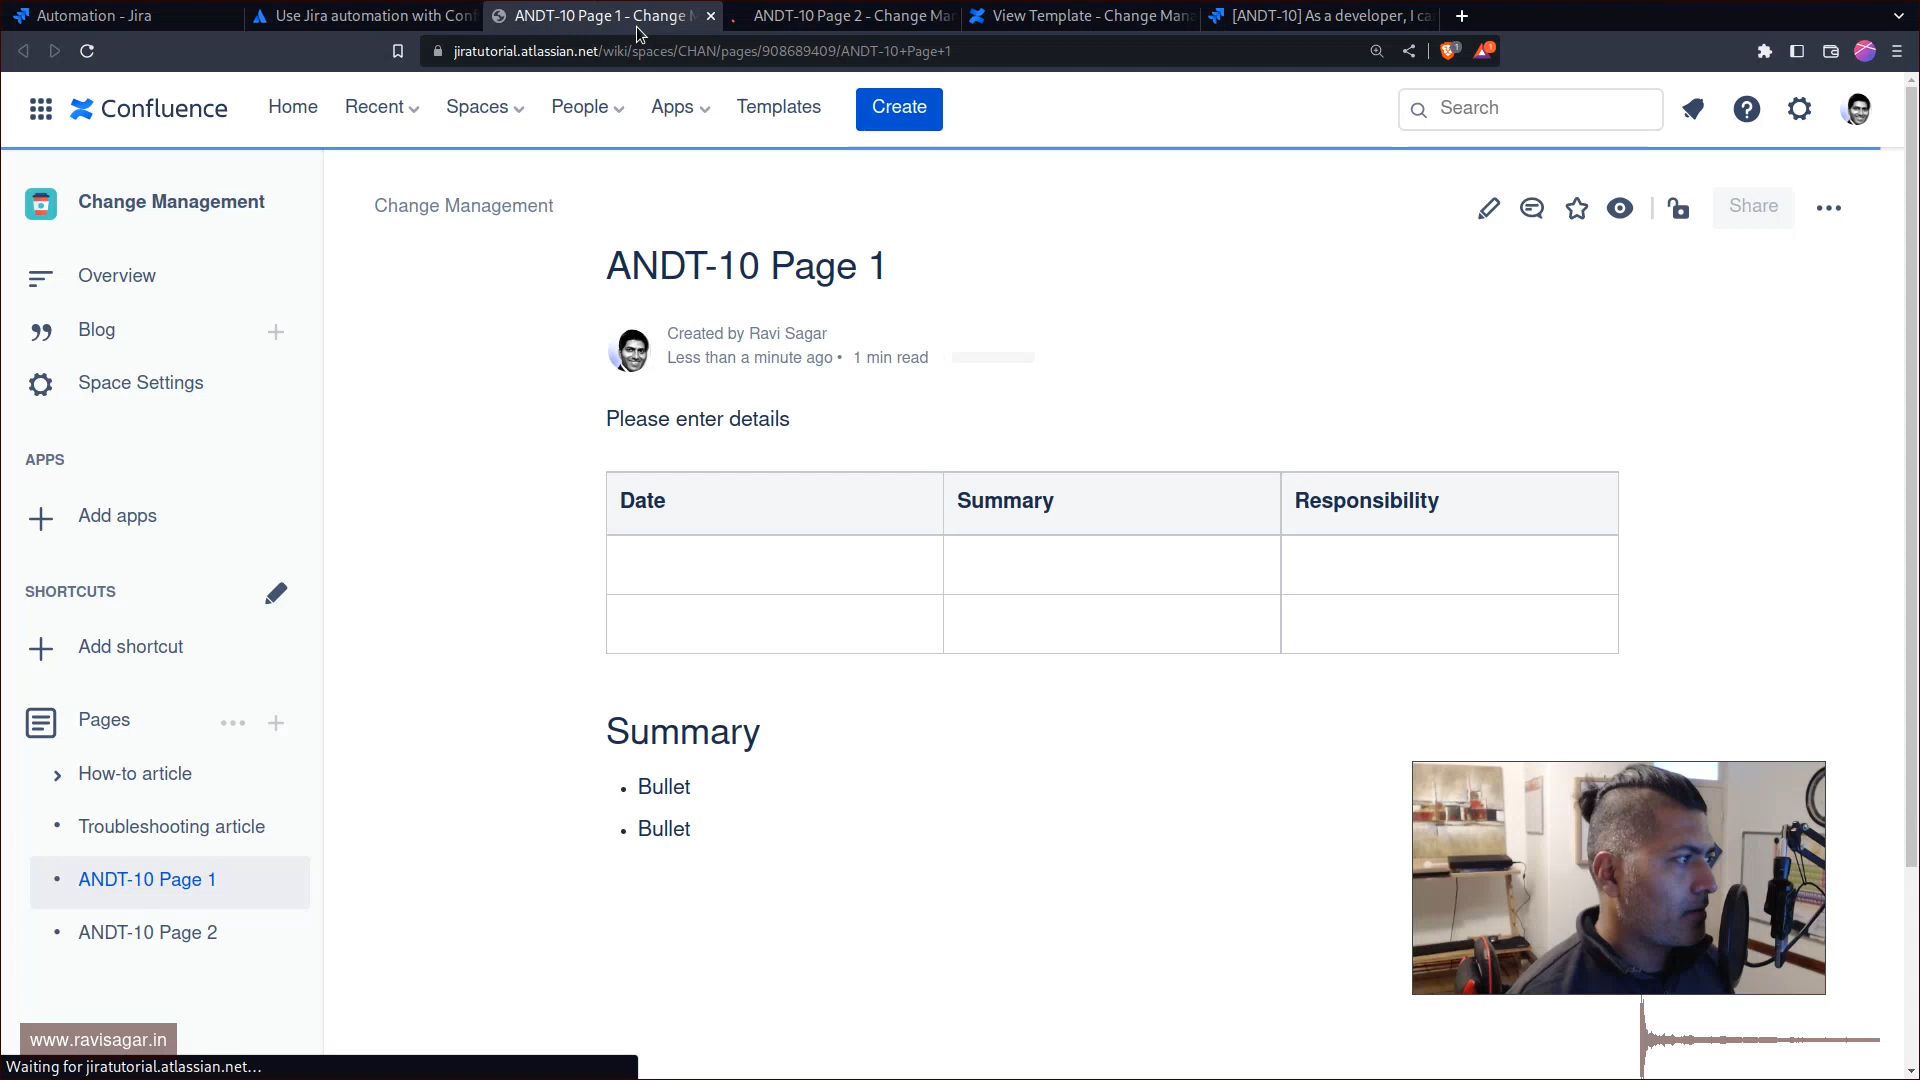 Automation - Jira
Use Jira automation with Con
ANDT-10 Page 1 - Change M
ANDT-10 Page 2 - Change Ma
View Template - Change Mana
[ANDT-10] As a developer, I ca
jiratutorial.atlassian.net/wiki/spaces/CHAN/pages/908689409/ANDT-10+Page+1
1
1
Confluence
Home
Recent
Spaces
People
Apps
Templates
Create
Search
Change Management
Overview
Blog
Space Settings
APPS
Add apps
SHORTCUTS
Add shortcut
Pages
How-to article
Troubleshooting article
ANDT-10 Page 1
ANDT-10 Page 2
Change Management
Share
ANDT-10 Page 1
Created by Ravi Sagar
Less than a minute ago • 1 min read
Please enter details
Date Summary Responsibility
Summary
• Bullet
• Bullet
www.ravisagar.in
Waiting for jiratutorial.atlassian.net...